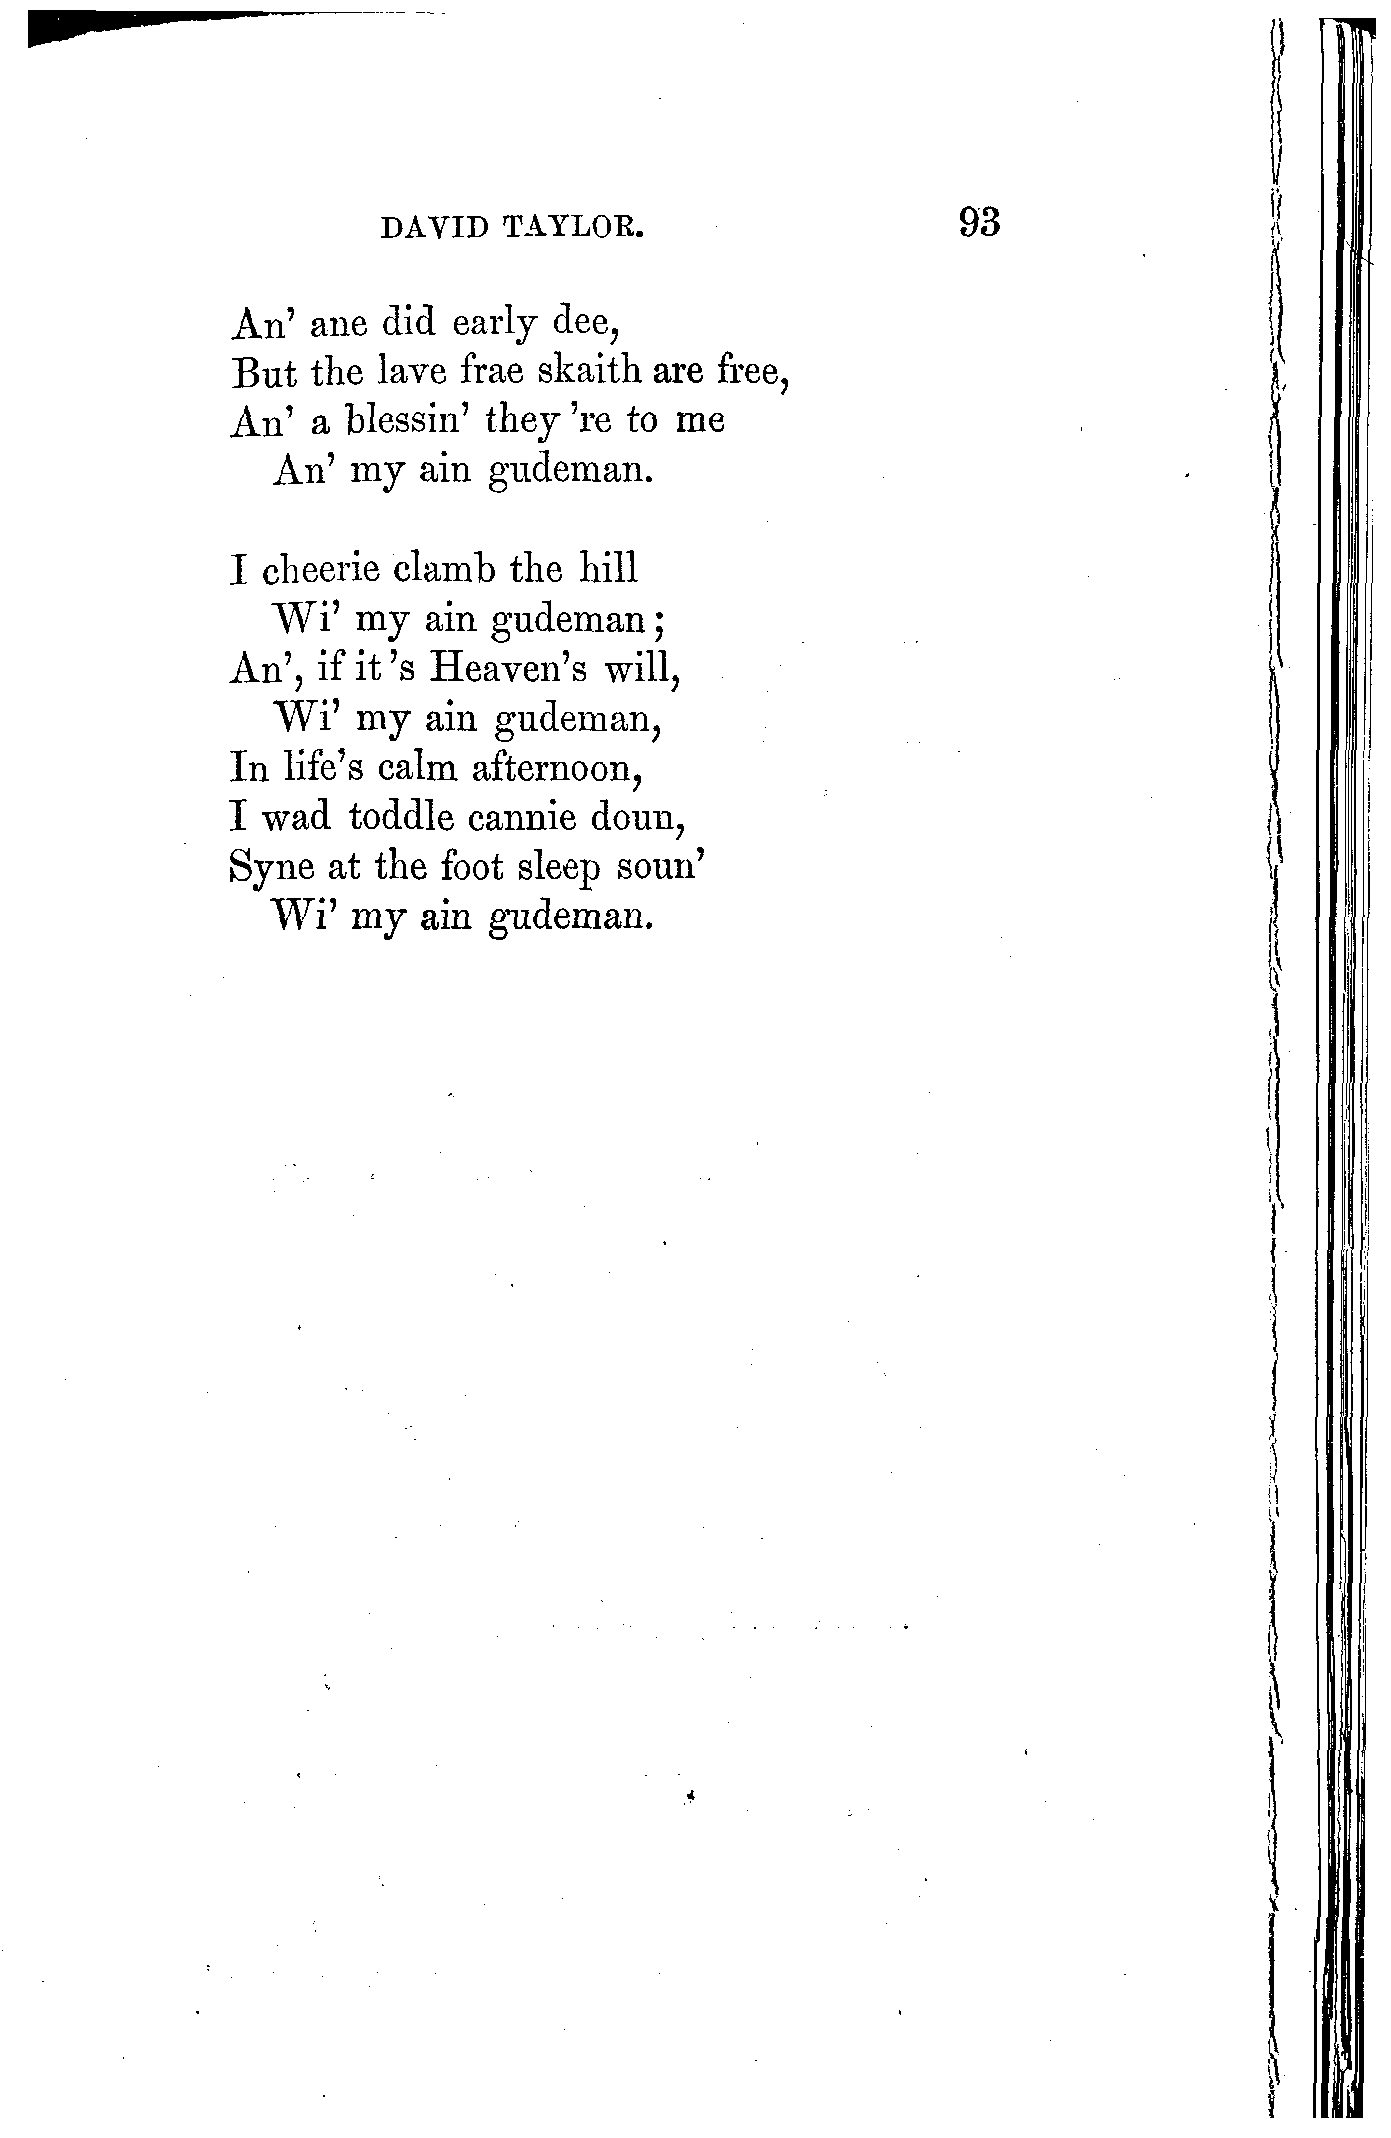 DAVID TAYLOR. 93
An' ane did early dee,
But the lave frae skaith are free,
An' a blessin' they 're to me
An' my ain gudeman.
I cheerie clamb the hill
Wi' my ain gudeman;
An', if it 's Heaven's will,
Wi' my ain gudeman,
In life's calm afternoon,
I wad toddle cannie doun,
Syne at the foot sleep soun'
Wi' my ain gudeman.